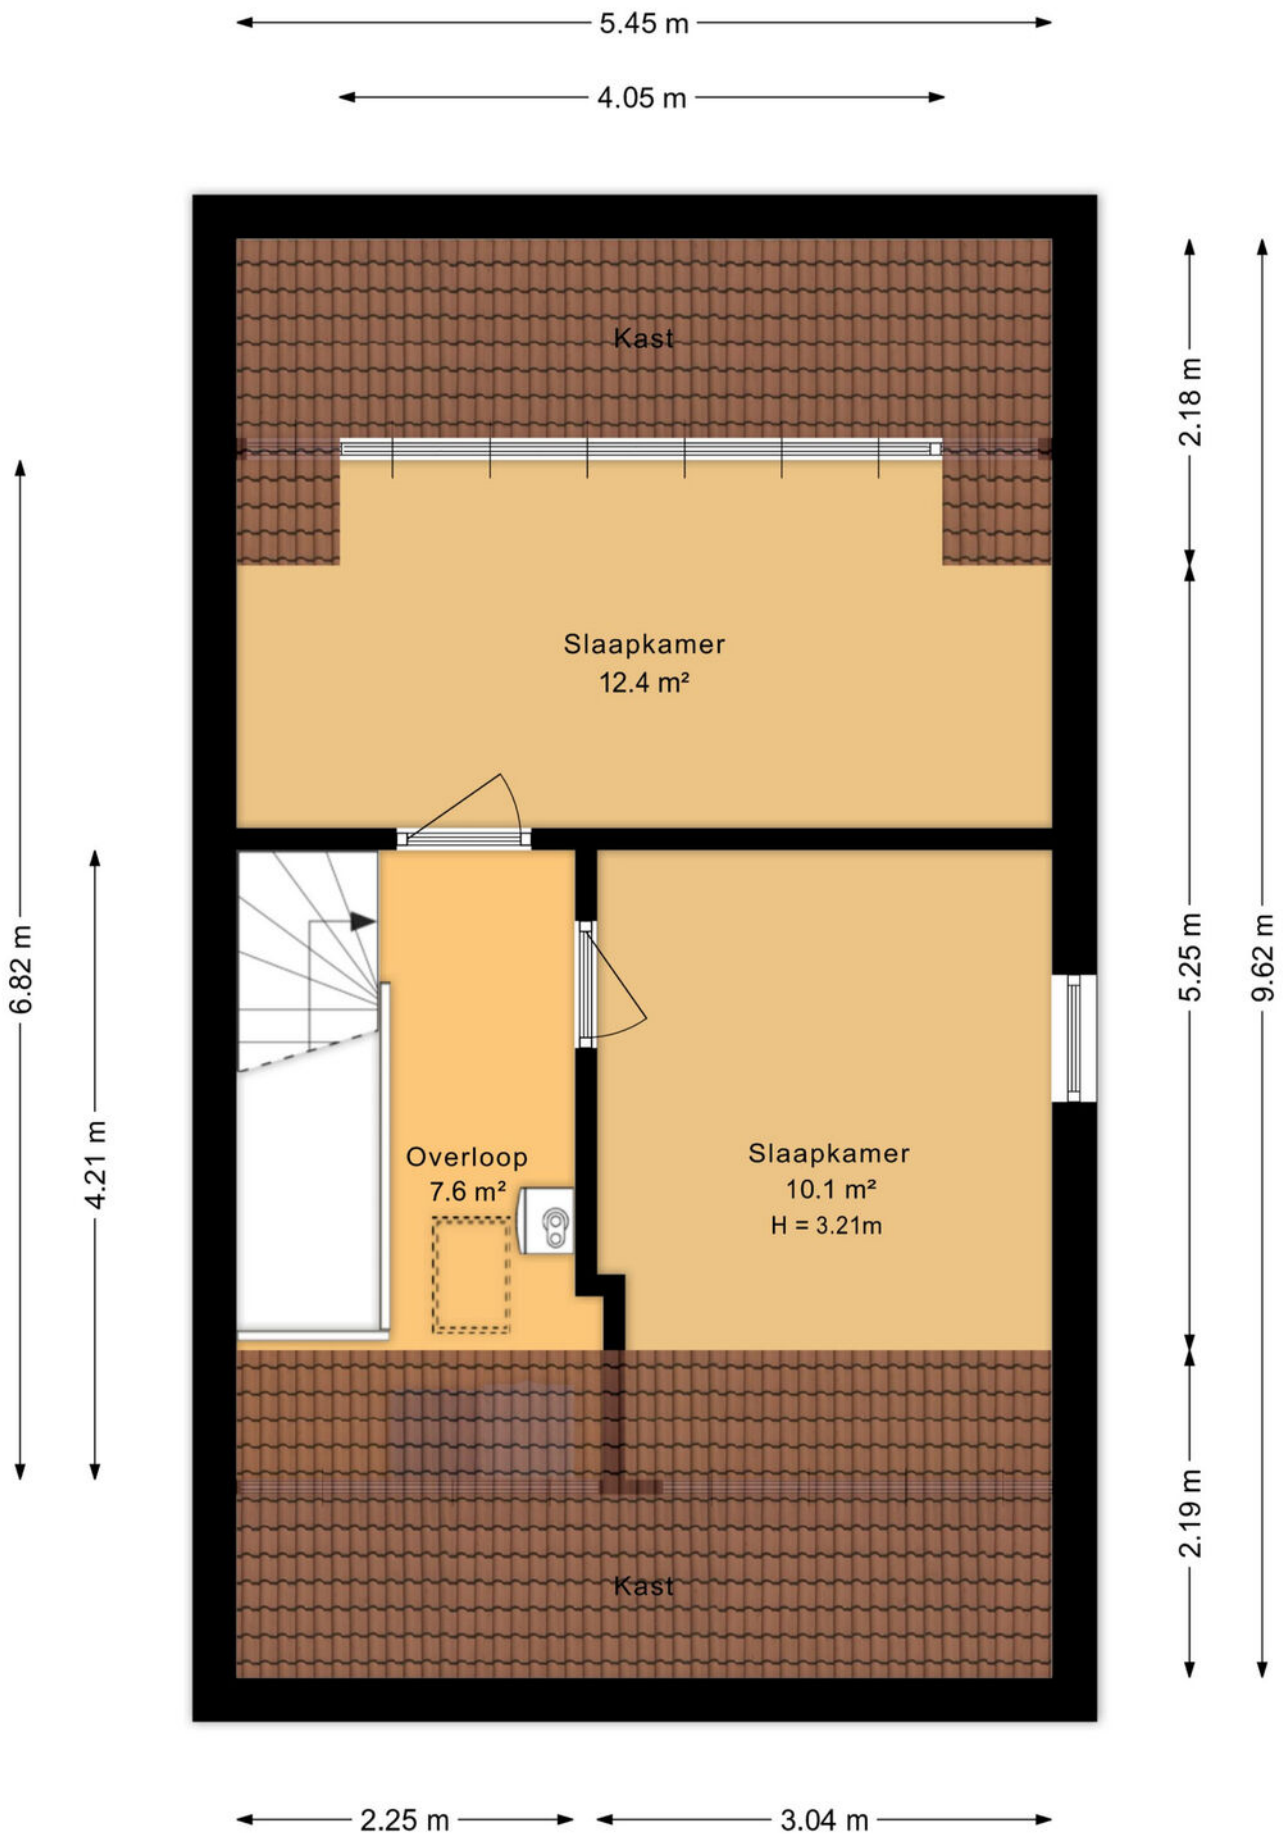 5.45 m
4.05 m
Kast
2.18 m
Slaapkamer
12.4 m²
6.82 m
4.21 m
5.25 m
9.62 m
Overloop
7.6 m²
Slaapkamer
10.1 m²
H = 3.21m
2.19 m
Kast
2.25 m
3.04 m